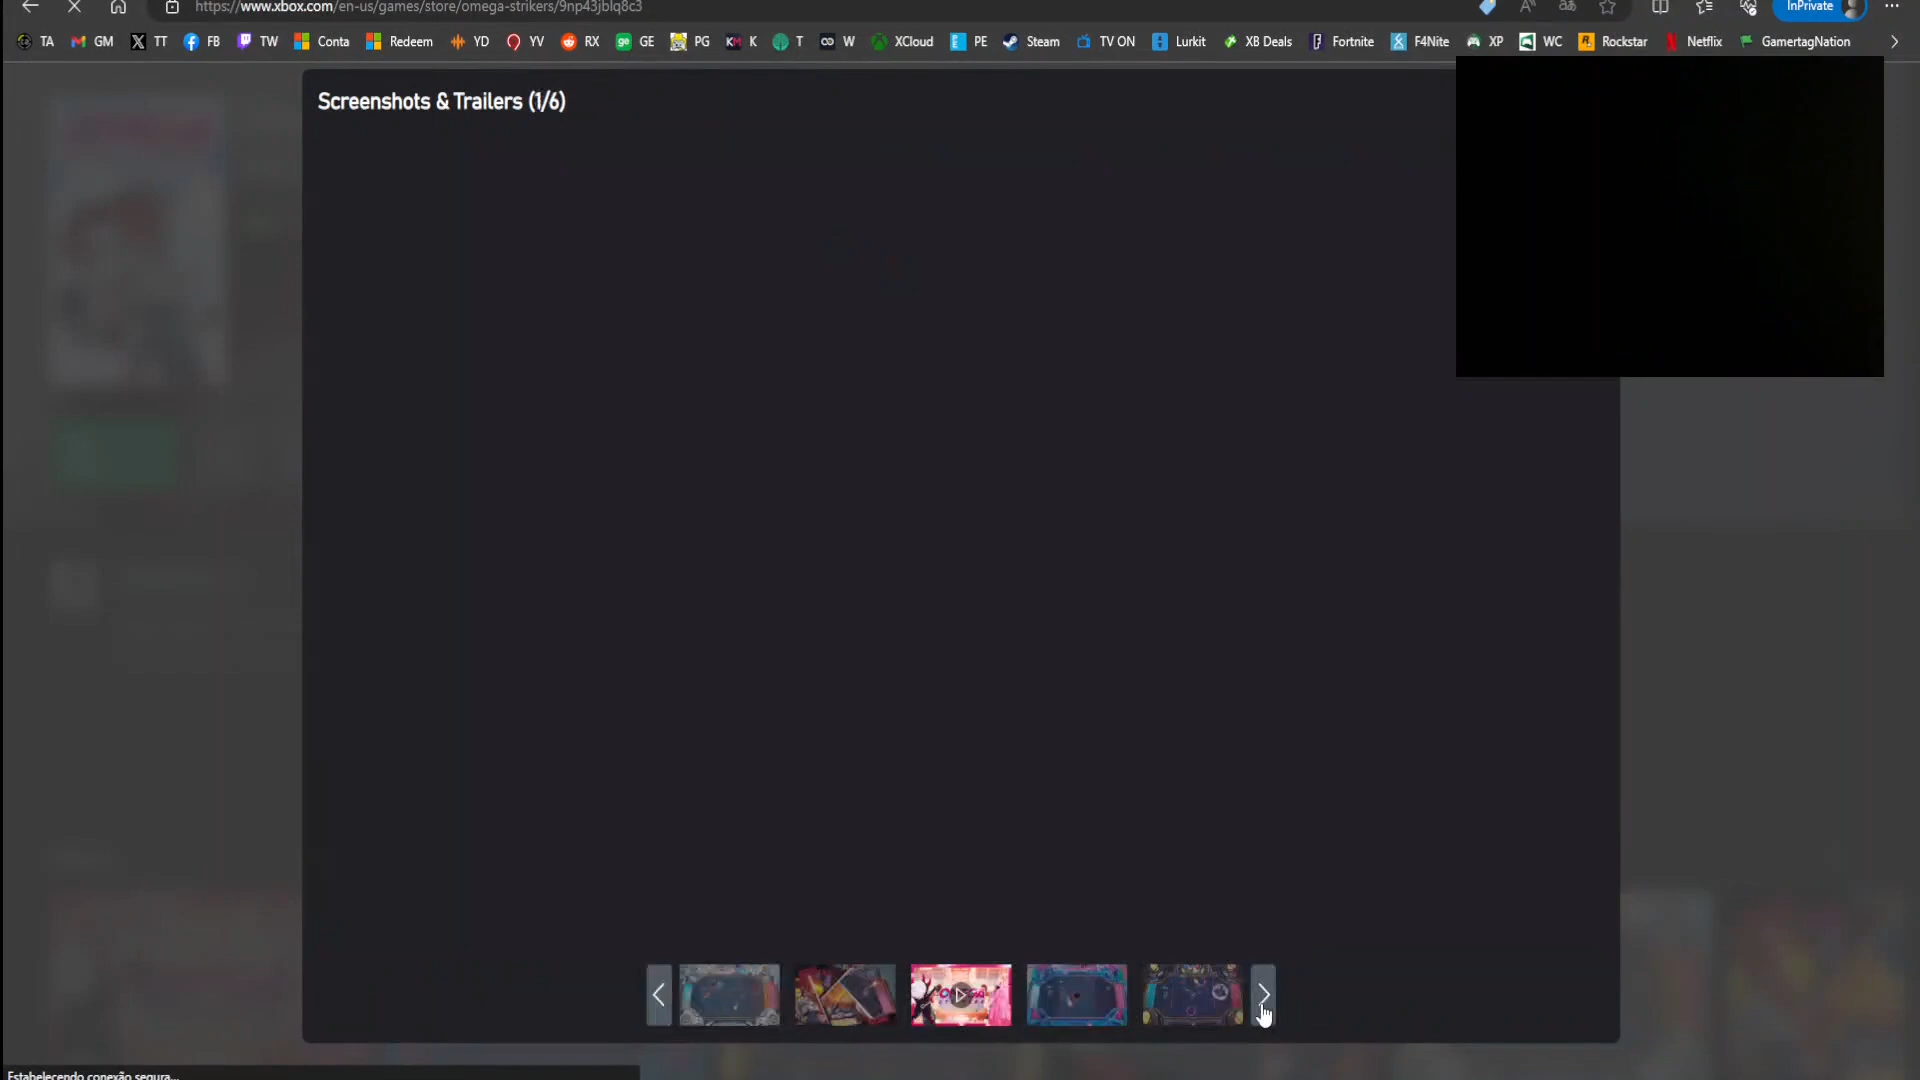 https://www.xbox.com/en-us/games/store/omega-strikers/9np43jblq8c3
InPrivate
TA GM TT FB TW Conta Redeem YD YV RX GE PG K T W XCloud PE Steam TV ON Lurkit XB Deals Fortnite F4Nite XP WC Rockstar Netflix GamertagNation
Screenshots & Trailers (1/6)
Estabelecendo conexão segura...